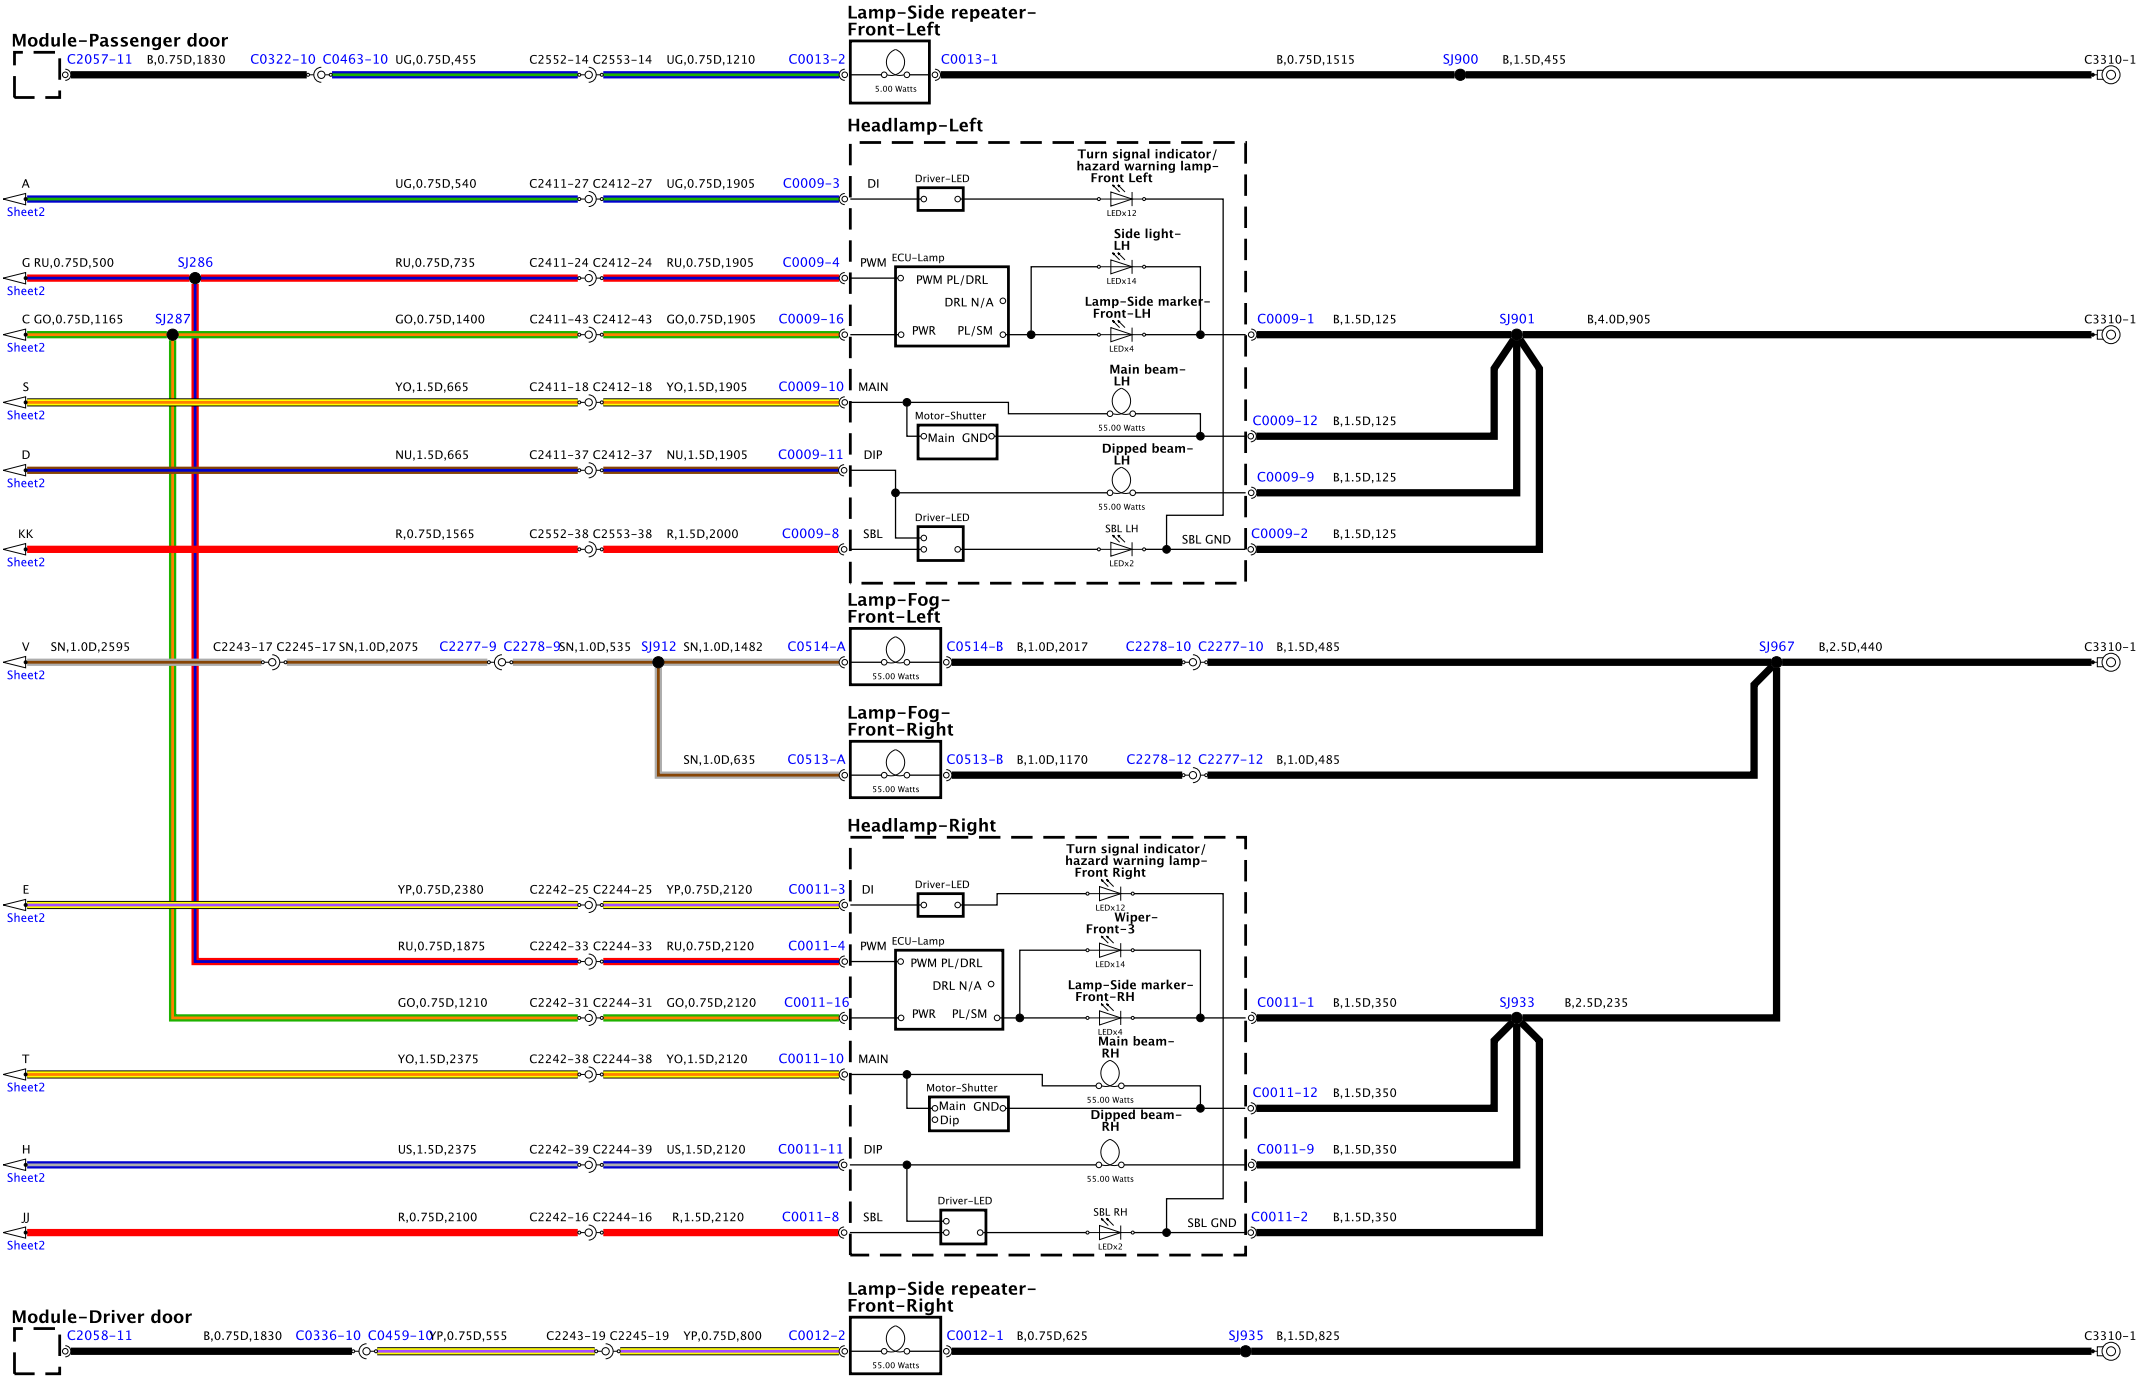 Lamp-Side repeater-
Front-Left
Module-Passenger door
C2057-11 B,0.75D,1830 C0322-10 C0463-10 UG,0.75D,455 C2552-14 C2553-14 UG,0.75D,1210 C0013-2 C0013-1 B,0.75D,1515 SJ900 B,1.5D,455 C3310-1
5.00 Watts
Headlamp-Left
Turn signal indicator/
hazard warning lamp-
Front Left
A UG,0.75D,540 C2411-27 C2412-27 UG,0.75D,1905 C0009-3 DI Driver-LED
Sheet2 LEDx12
Side light-
LH
G RU,0.75D,500 SJ286 RU,0.75D,735 C2411-24 C2412-24 RU,0.75D,1905 C0009-4 PWM ECU-Lamp
PWM PL/DRL LEDx14
Sheet2
DRL N/A Lamp-Side marker-
Front-LH
C GO,0.75D,1165 SJ287 GO,0.75D,1400 C2411-43 C2412-43 GO,0.75D,1905 C0009-16 C0009-1 B,1.5D,125 SJ901 B,4.0D,905 C3310-1
PWR PL/SM
Sheet2 LEDx4
Main beam-
LH
S YO,1.5D,665 C2411-18 C2412-18 YO,1.5D,1905 C0009-10 MAIN
Sheet2 Motor-Shutter C0009-12 B,1.5D,125
55.00 Watts
Main GND
Dipped beam-
LH
D NU,1.5D,665 C2411-37 C2412-37 NU,1.5D,1905 C0009-11 DIP
Sheet2 C0009-9 B,1.5D,125
55.00 Watts
Driver-LED
SBL LH
KK R,0.75D,1565 C2552-38 C2553-38 R,1.5D,2000 C0009-8 SBL SBL GND C0009-2 B,1.5D,125
Sheet2 LEDx2
Lamp-Fog-
Front-Left
V SN,1.0D,2595 C2243-17 C2245-17 SN,1.0D,2075 C2277-9 C2278-9 SN,1.0D,535 SJ912 SN,1.0D,1482 C0514-A C0514-B B,1.0D,2017 C2278-10 C2277-10 B,1.5D,485 SJ967 B,2.5D,440 C3310-1
Sheet2 55.00 Watts
Lamp-Fog-
Front-Right
SN,1.0D,635 C0513-A C0513-B B,1.0D,1170 C2278-12 C2277-12 B,1.0D,485
55.00 Watts
Headlamp-Right
Turn signal indicator/
hazard warning lamp-
Front Right
E YP,0.75D,2380 C2242-25 C2244-25 YP,0.75D,2120 C0011-3 DI Driver-LED
Sheet2 LEDx12
Wiper-
Front-3
RU,0.75D,1875 C2242-33 C2244-33 RU,0.75D,2120 C0011-4 PWM ECU-Lamp
PWM PL/DRL LEDx14
DRL N/A Lamp-Side marker-
Front-RH
GO,0.75D,1210 C2242-31 C2244-31 GO,0.75D,2120 C0011-16 C0011-1 B,1.5D,350 SJ933 B,2.5D,235
PWR PL/SM
LEDx4
Main beam-
RH
T YO,1.5D,2375 C2242-38 C2244-38 YO,1.5D,2120 C0011-10 MAIN
Sheet2 Motor-Shutter C0011-12 B,1.5D,350
55.00 Watts
Main GND
Dip
Dipped beam-
RH
H US,1.5D,2375 C2242-39 C2244-39 US,1.5D,2120 C0011-11 DIP C0011-9 B,1.5D,350
Sheet2 55.00 Watts
Driver-LED
SBL RH
JJ R,0.75D,2100 C2242-16 C2244-16 R,1.5D,2120 C0011-8 SBL SBL GND C0011-2 B,1.5D,350
Sheet2 LEDx2
Lamp-Side repeater-
Front-Right
Module-Driver door
C2058-11 B,0.75D,1830 C0336-10 C0459-10 YP,0.75D,555 C2243-19 C2245-19 YP,0.75D,800 C0012-2 C0012-1 B,0.75D,625 SJ935 B,1.5D,825 C3310-1
55.00 Watts